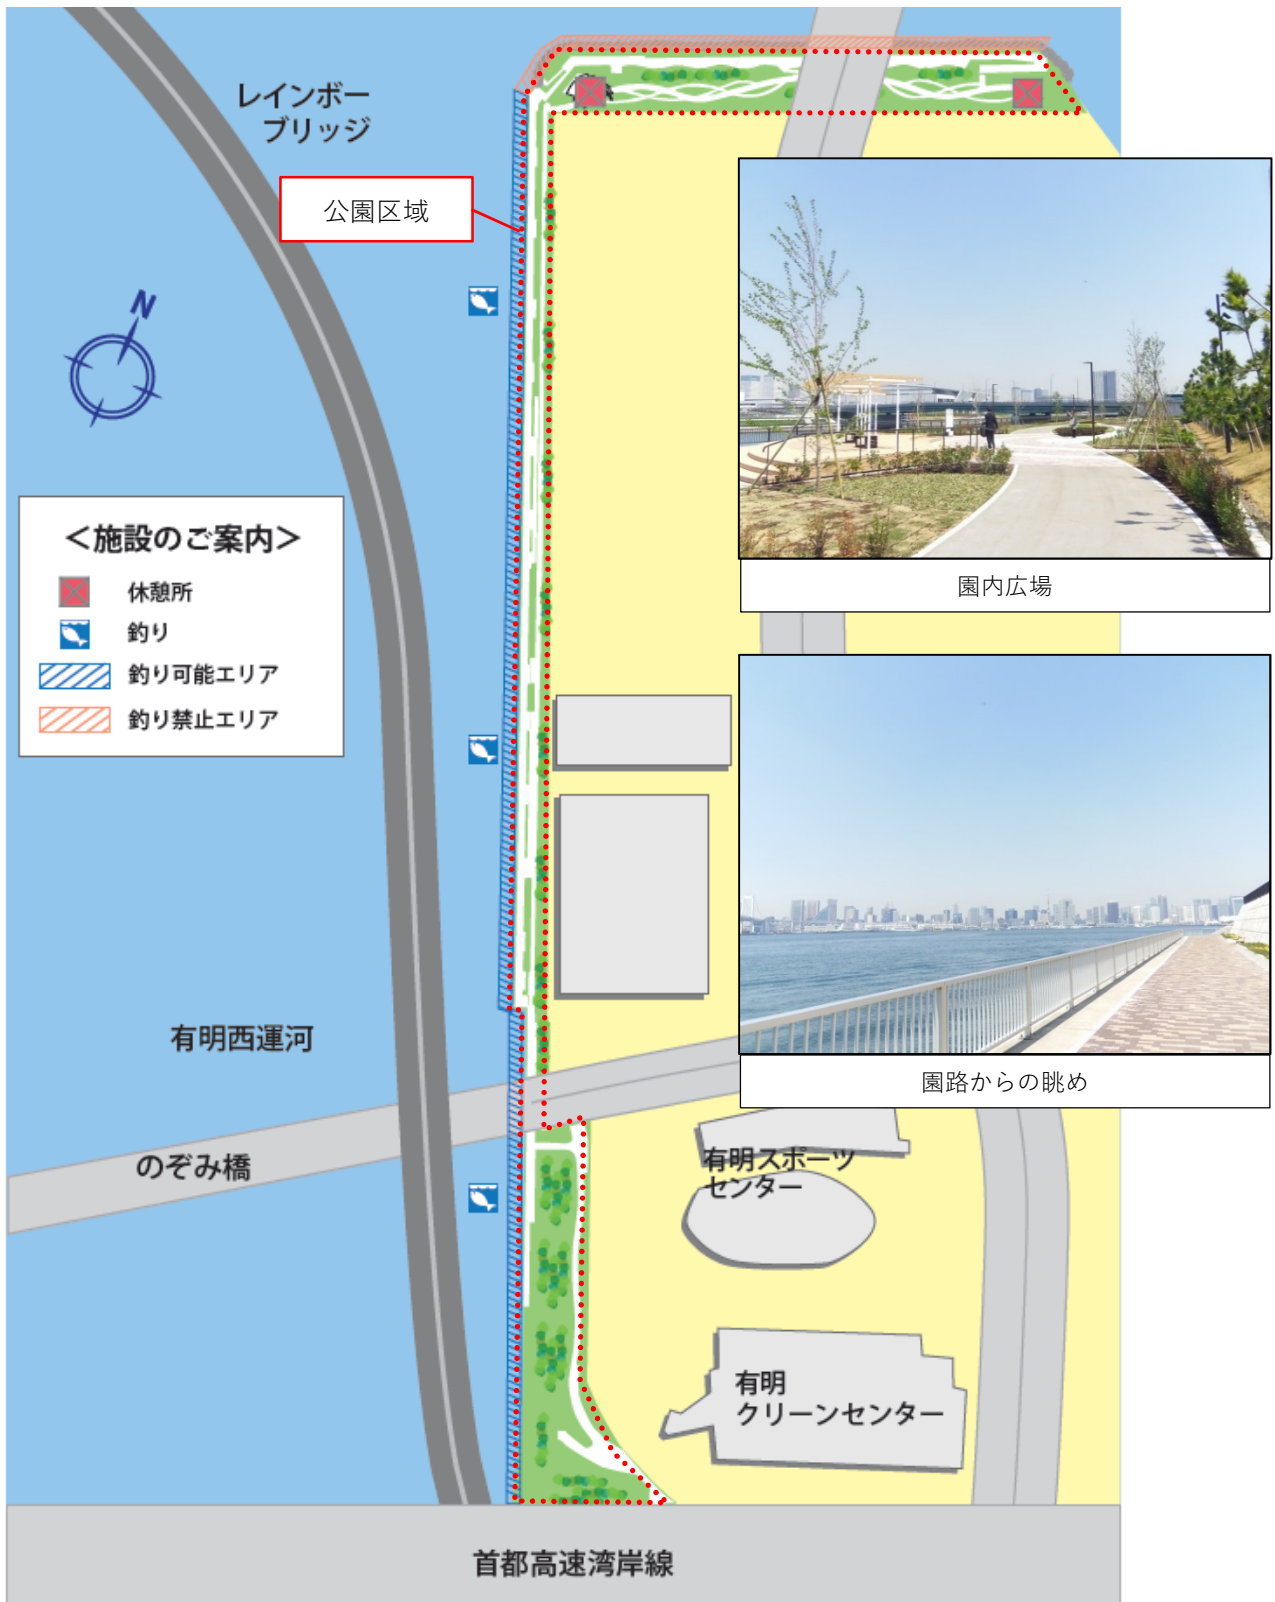 レインボー
ブリッジ
公園区域
N
＜施設のご案内＞
休憩所
釣り
釣り可能エリア
釣り禁止エリア
園内広場
園路からの眺め
有明西運河
のぞみ橋
有明スポーツ
センター
有明
クリーンセンター
首都高速湾岸線